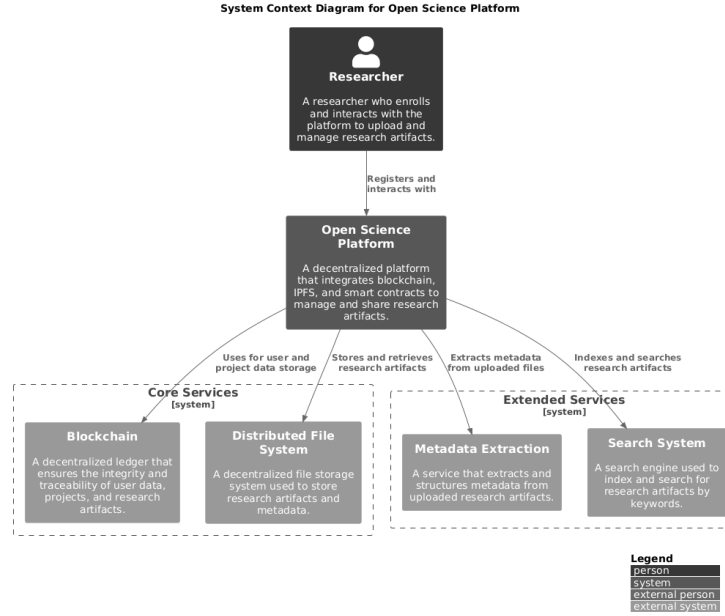 System Context Diagram for Open Science Platform
Researcher
A researcher who enrolls
and interacts with the
platform to upload and
manage research artifacts.
Registers and
interacts with
Open Science
Platform
A decentralized platform
that integrates blockchain,
IPFS, and smart contracts to
manage and share research
artifacts.
Uses for user and
project data storage
Stores and retrieves
research artifacts
Extracts metadata
from uploaded files
Indexes and searches
research artifacts
Core Services
[system]
Blockchain
A decentralized ledger that
ensures the integrity and
traceability of user data,
projects, and research
artifacts.
Distributed File
System
A decentralized file storage
system used to store
research artifacts and
metadata.
Extended Services
[system]
Metadata Extraction
A service that extracts and
structures metadata from
uploaded research artifacts.
Search System
A search engine used to
index and search for
research artifacts by
keywords.
Legend
person
system
external person
external system